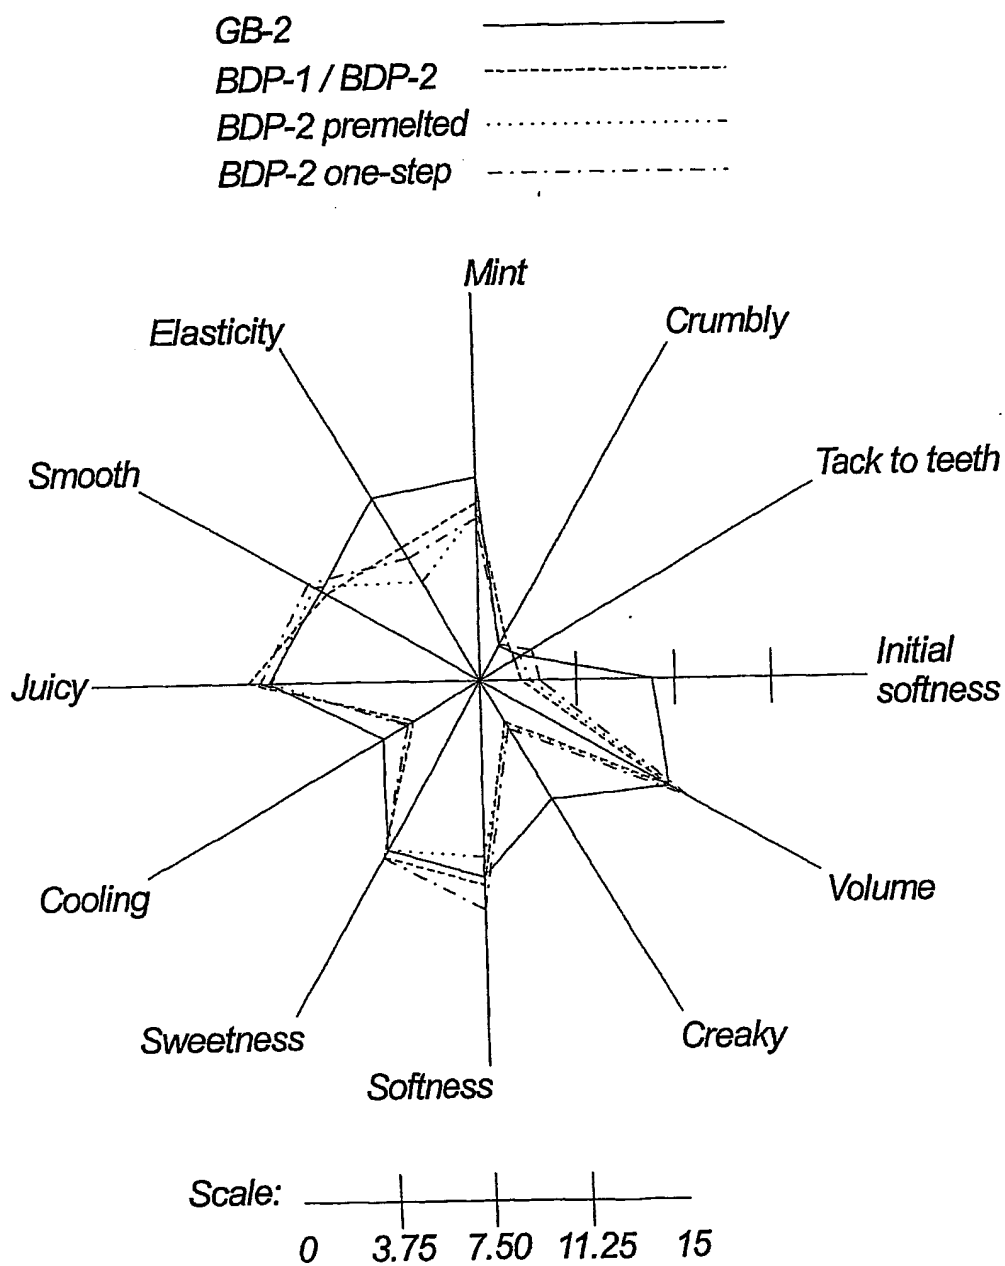 GB-2
BDP-1 / BDP-2
BDP-2 premelted
BDP-2 one-step
Mint
Elasticity
Crumbly
Smooth
Tack to teeth
Juicy
Initial
softness
Cooling
Volume
Sweetness
Creaky
Softness
Scale:
0 3.75 7.50 11.25 15